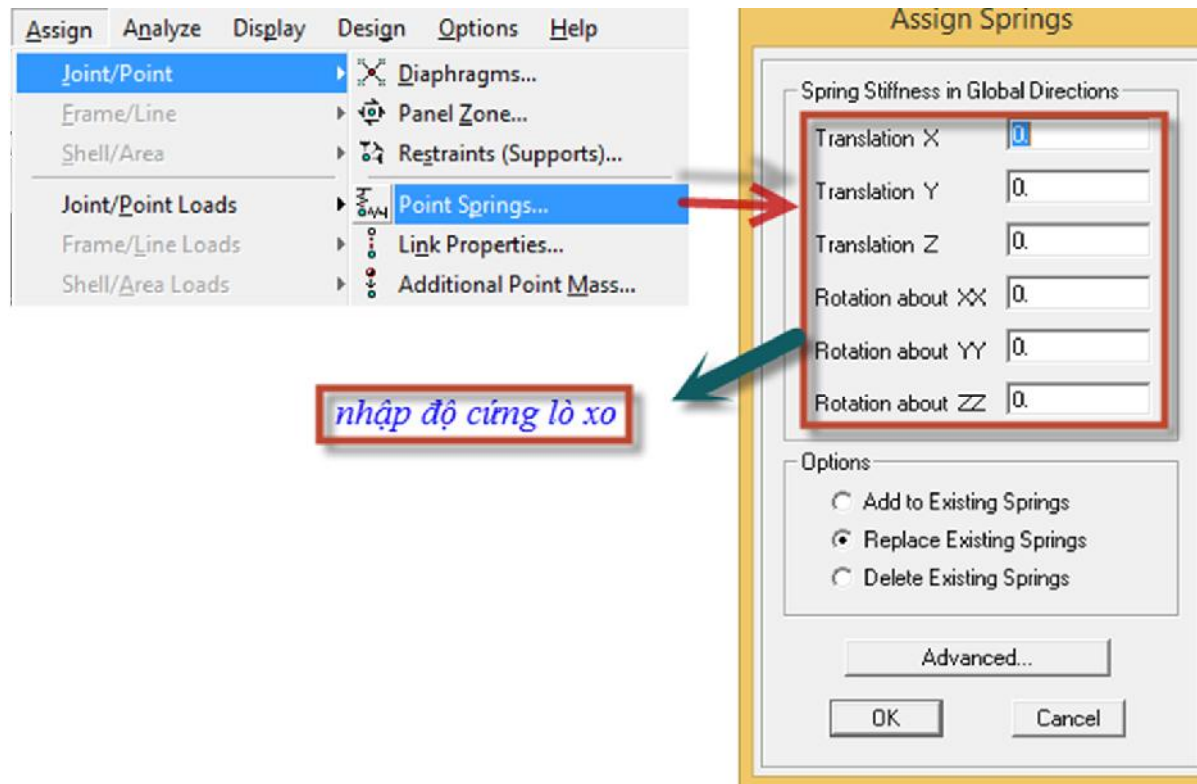 Assign Analyze Display Design Options Help
Joint/Point
Frame/Line
Shell/Area
Joint/Point Loads
Frame/Line Loads
Shell/Area Loads
Diaphragms...
Panel Zone...
Restraints (Supports)...
Point Springs...
Link Properties...
Additional Point Mass...
nhập độ cứng lò xo
Assign Springs
Spring Stiffness in Global Directions
Translation X 0.
Translation Y 0.
Translation Z 0.
Rotation about XX 0.
Rotation about YY 0.
Rotation about ZZ 0.
Options
Add to Existing Springs
Replace Existing Springs
Delete Existing Springs
Advanced...
OK Cancel